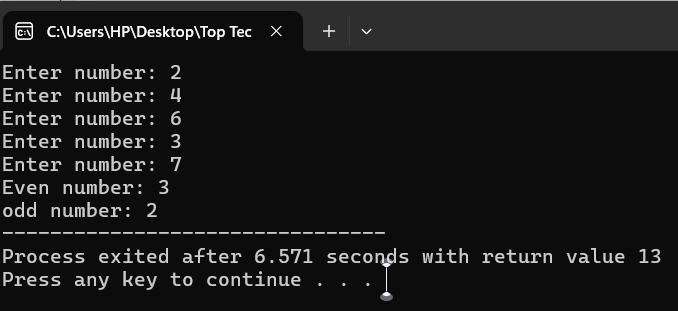 C:\Users\HP\Desktop\Top Tec
Enter number: 2
Enter number: 4
Enter number: 6
Enter number: 3
Enter number: 7
Even number: 3
odd number: 2
--------------------------------
Process exited after 6.571 seconds with return value 13
Press any key to continue . . .